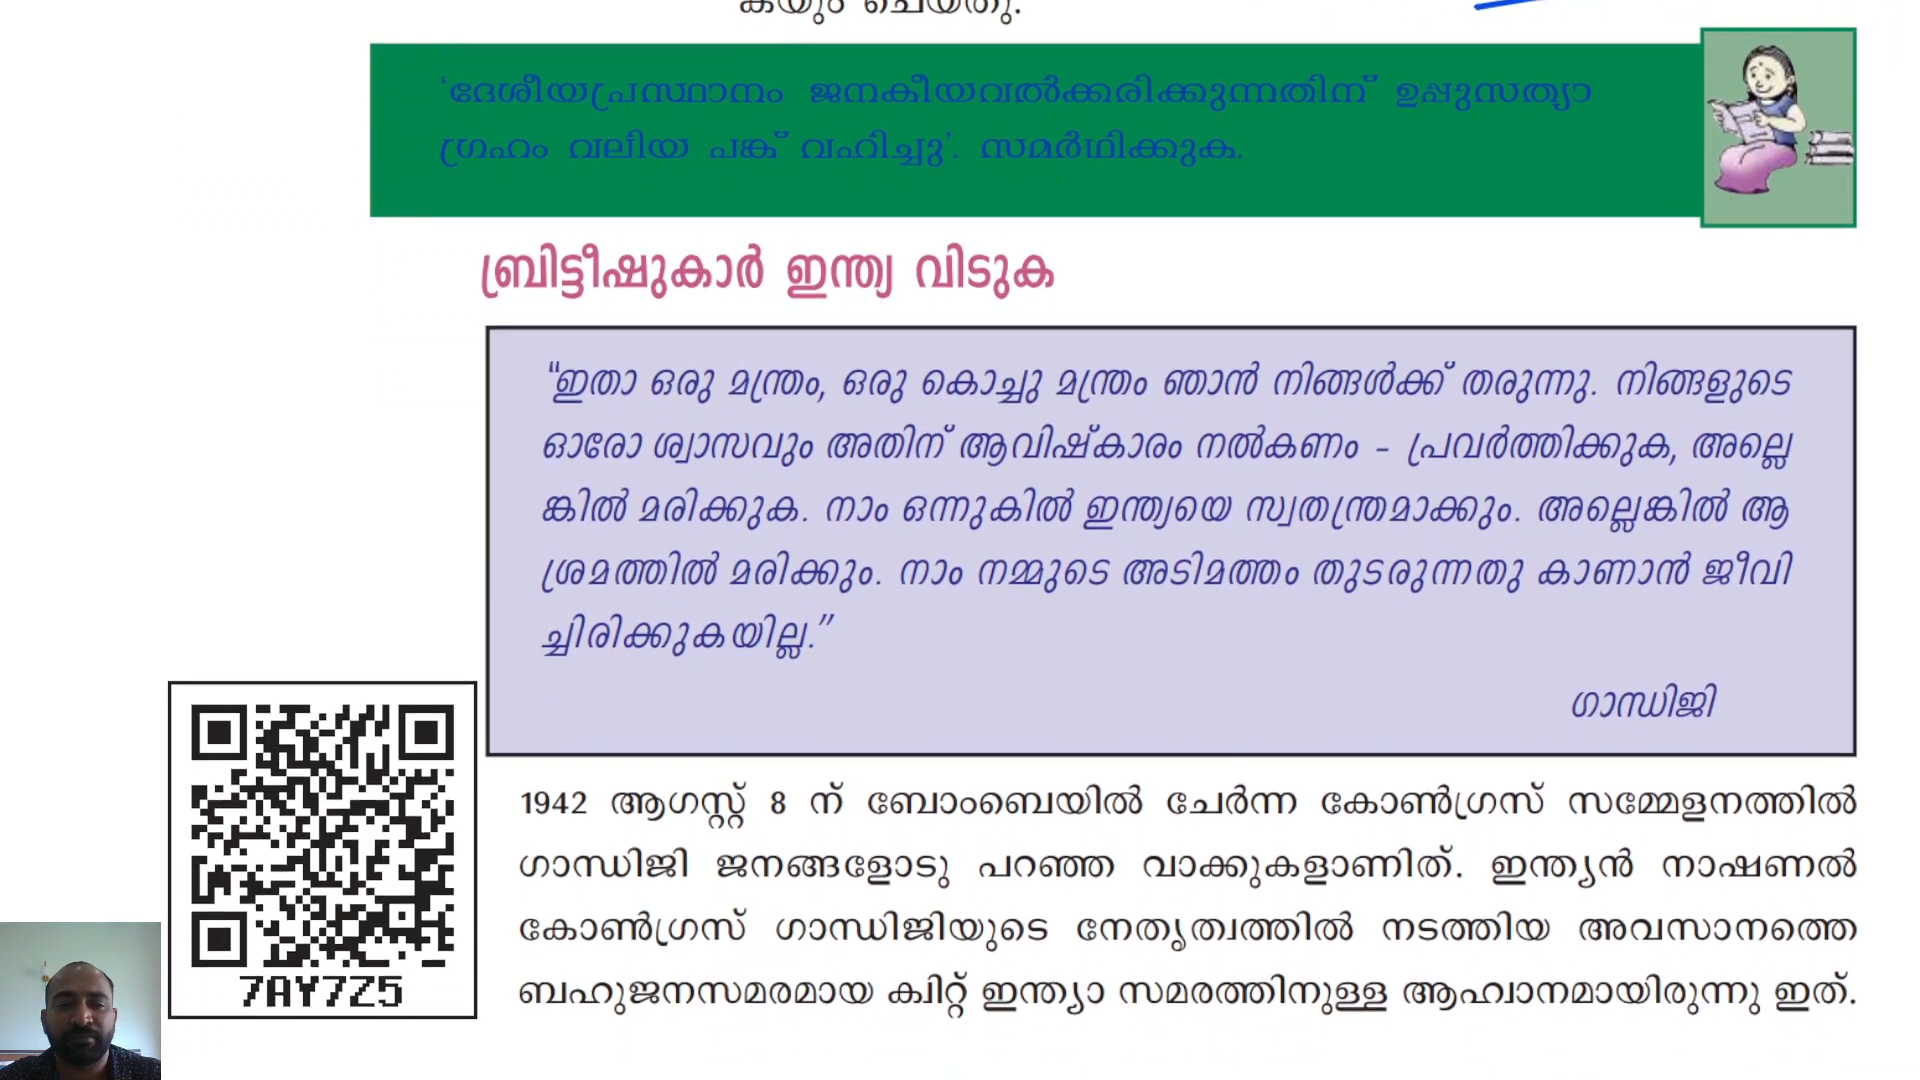 കയും ചെയ്തു.
‘ദേശീയപ്രസ്ഥാനം ജനകീയവൽക്കരിക്കുന്നതിന് ഉപ്പുസത്യാ
ഗ്രഹം വലിയ പങ്ക് വഹിച്ചു’. സമർഥിക്കുക.
ബ്രിട്ടീഷുകാർ ഇന്ത്യ വിടുക
“ഇതാ ഒരു മന്ത്രം, ഒരു കൊച്ചു മന്ത്രം ഞാൻ നിങ്ങൾക്ക് തരുന്നു. നിങ്ങളുടെ
ഓരോ ശ്വാസവും അതിന് ആവിഷ്കാരം നൽകണം - പ്രവർത്തിക്കുക, അല്ലെ
ങ്കിൽ മരിക്കുക. നാം ഒന്നുകിൽ ഇന്ത്യയെ സ്വതന്ത്രമാക്കും. അല്ലെങ്കിൽ ആ
ശ്രമത്തിൽ മരിക്കും. നാം നമ്മുടെ അടിമത്തം തുടരുന്നതു കാണാൻ ജീവി
ച്ചിരിക്കുകയില്ല.”
ഗാന്ധിജി
1942 ആഗസ്റ്റ് 8 ന് ബോംബെയിൽ ചേർന്ന കോൺഗ്രസ് സമ്മേളനത്തിൽ
ഗാന്ധിജി ജനങ്ങളോടു പറഞ്ഞ വാക്കുകളാണിത്. ഇന്ത്യൻ നാഷണൽ
കോൺഗ്രസ് ഗാന്ധിജിയുടെ നേതൃത്വത്തിൽ നടത്തിയ അവസാനത്തെ
ബഹുജനസമരമായ ക്വിറ്റ് ഇന്ത്യാ സമരത്തിനുള്ള ആഹ്വാനമായിരുന്നു ഇത്.
7AY7Z5